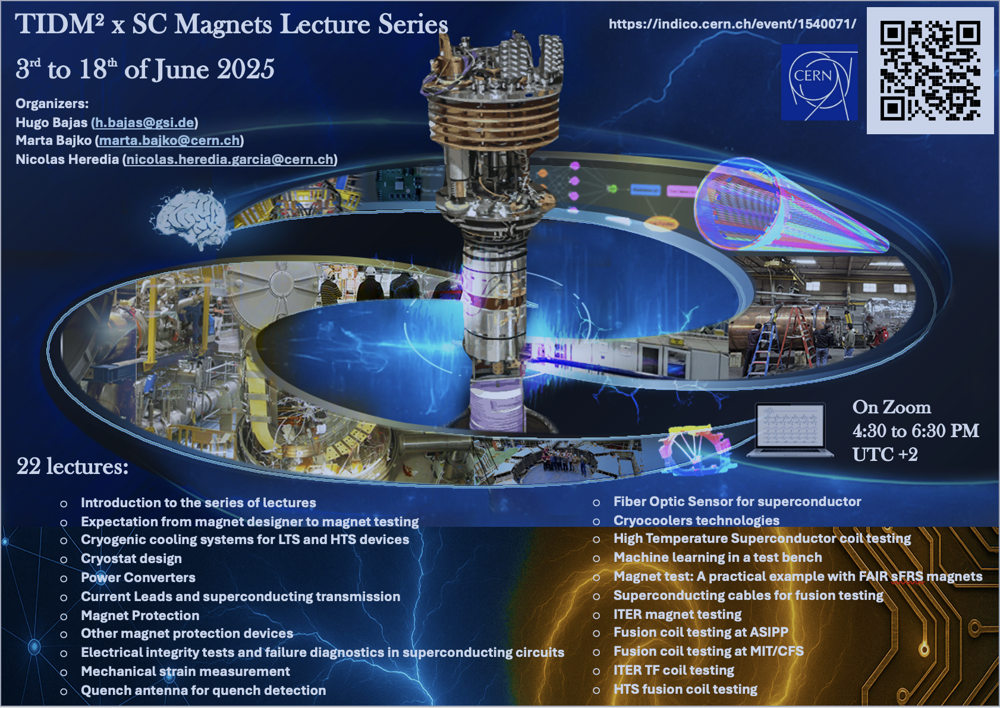 TIDM² x SC Magnets Lecture Series
https://indico.cern.ch/event/1540071/
3rd to 18th of June 2025
CERN
Organizers:
Hugo Bajas (h.bajas@gsi.de)
Marta Bajko (marta.bajko@cern.ch)
Nicolas Heredia (nicolas.heredia.garcia@cern.ch)
On Zoom
4:30 to 6:30 PM
UTC +2
22 lectures:
Introduction to the series of lectures
Expectation from magnet designer to magnet testing
Cryogenic cooling systems for LTS and HTS devices
Cryostat design
Power Converters
Current Leads and superconducting transmission
Magnet Protection
Other magnet protection devices
Electrical integrity tests and failure diagnostics in superconducting circuits
Mechanical strain measurement
Quench antenna for quench detection
Fiber Optic Sensor for superconductor
Cryocoolers technologies
High Temperature Superconductor coil testing
Machine learning in a test bench
Magnet test: A practical example with FAIR sFRS magnets
Superconducting cables for fusion testing
ITER magnet testing
Fusion coil testing at ASIPP
Fusion coil testing at MIT/CFS
ITER TF coil testing
HTS fusion coil testing